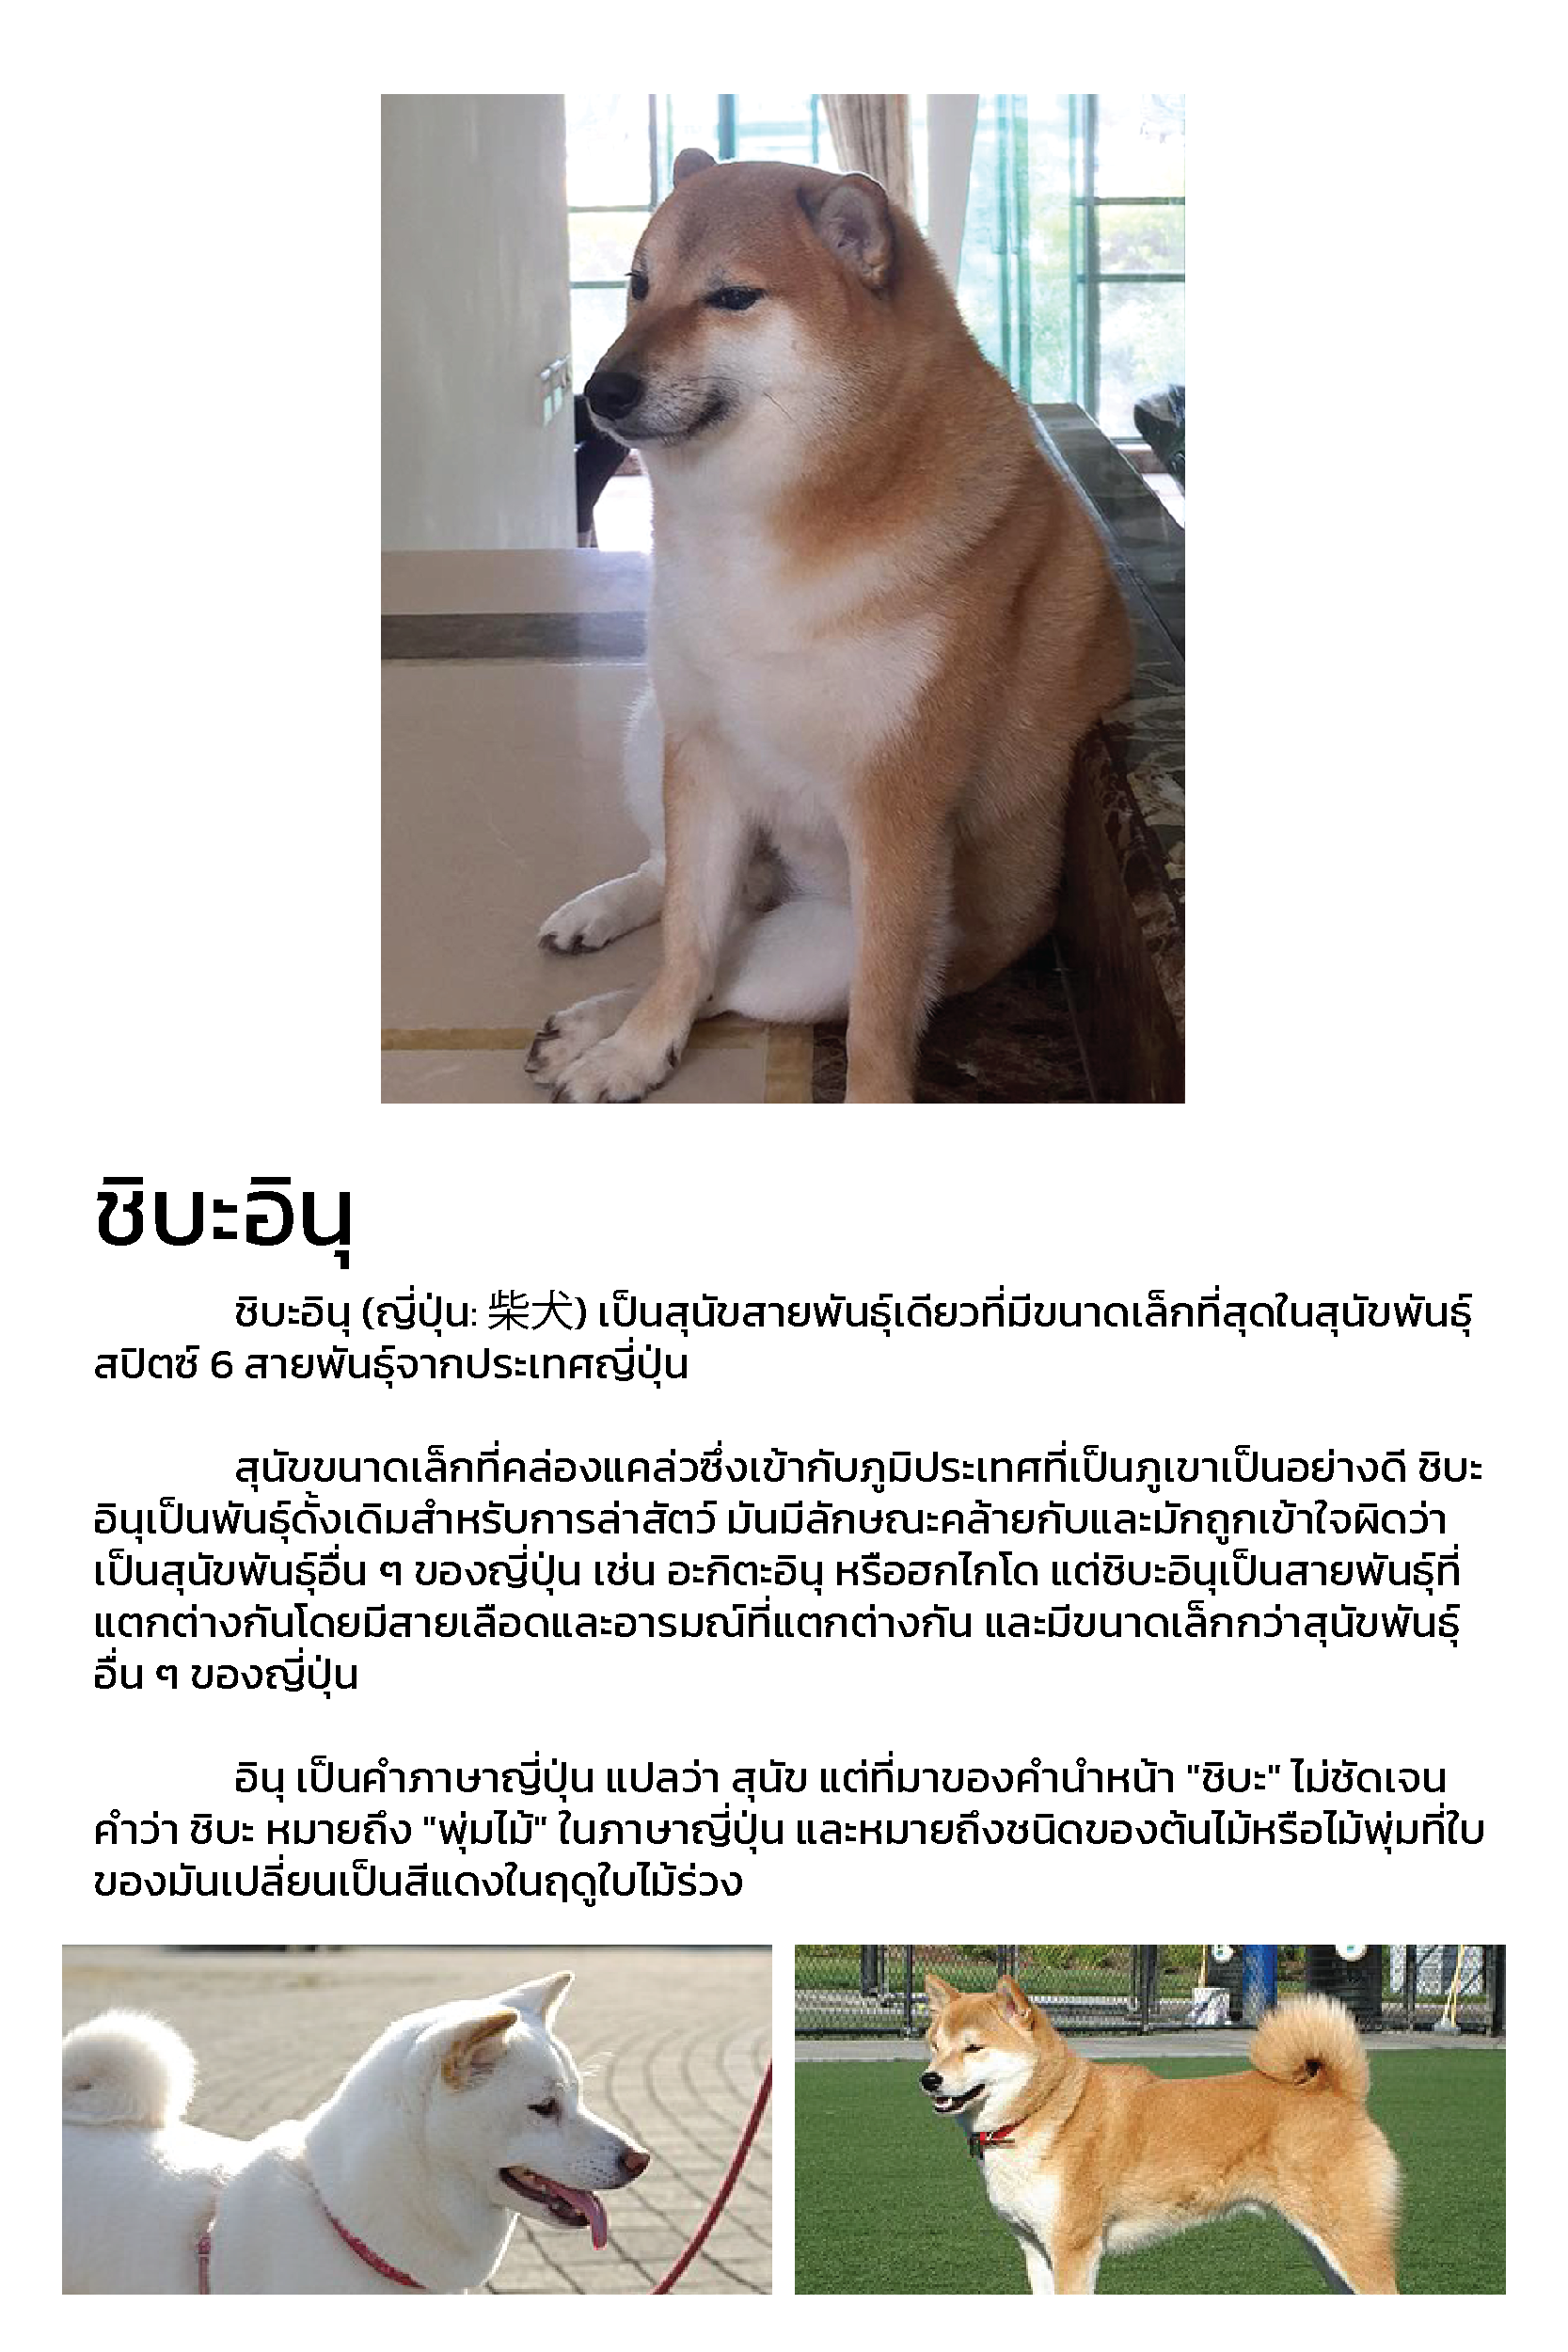 ชิบะอินุ
ชิบะอินุ (ญี่ปุ่น: 柴犬) เป็นสุนัขสายพันธุ์เดียวที่มีขนาดเล็กที่สุดในสุนัขพันธุ์
สปิตซ์ 6 สายพันธุ์จากประเทศญี่ปุ่น
สุนัขขนาดเล็กที่คล่องแคล่วซึ่งเข้ากับภูมิประเทศที่เป็นภูเขาเป็นอย่างดี ชิบะ
อินุเป็นพันธุ์ดั้งเดิมสำหรับการล่าสัตว์ มันมีลักษณะคล้ายกับและมักถูกเข้าใจผิดว่า
เป็นสุนัขพันธุ์อื่น ๆ ของญี่ปุ่น เช่น อะกิตะอินุ หรือฮกไกโด แต่ชิบะอินุเป็นสายพันธุ์ที่
แตกต่างกันโดยมีสายเลือดและอารมณ์ที่แตกต่างกัน และมีขนาดเล็กกว่าสุนัขพันธุ์
อื่น ๆ ของญี่ปุ่น
อินุ เป็นคำภาษาญี่ปุ่น แปลว่า สุนัข แต่ที่มาของคำนำหน้า "ชิบะ" ไม่ชัดเจน
คำว่า ชิบะ หมายถึง "พุ่มไม้" ในภาษาญี่ปุ่น และหมายถึงชนิดของต้นไม้หรือไม้พุ่มที่ใบ
ของมันเปลี่ยนเป็นสีแดงในฤดูใบไม้ร่วง